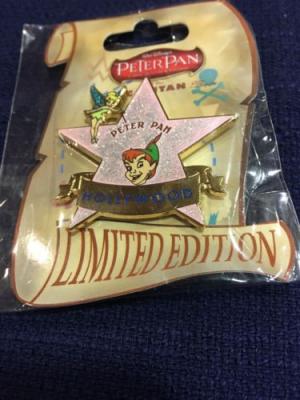 Walt Disney's
PETER PAN
PETER PAN
HOLLYWOOD
LIMITED EDITION